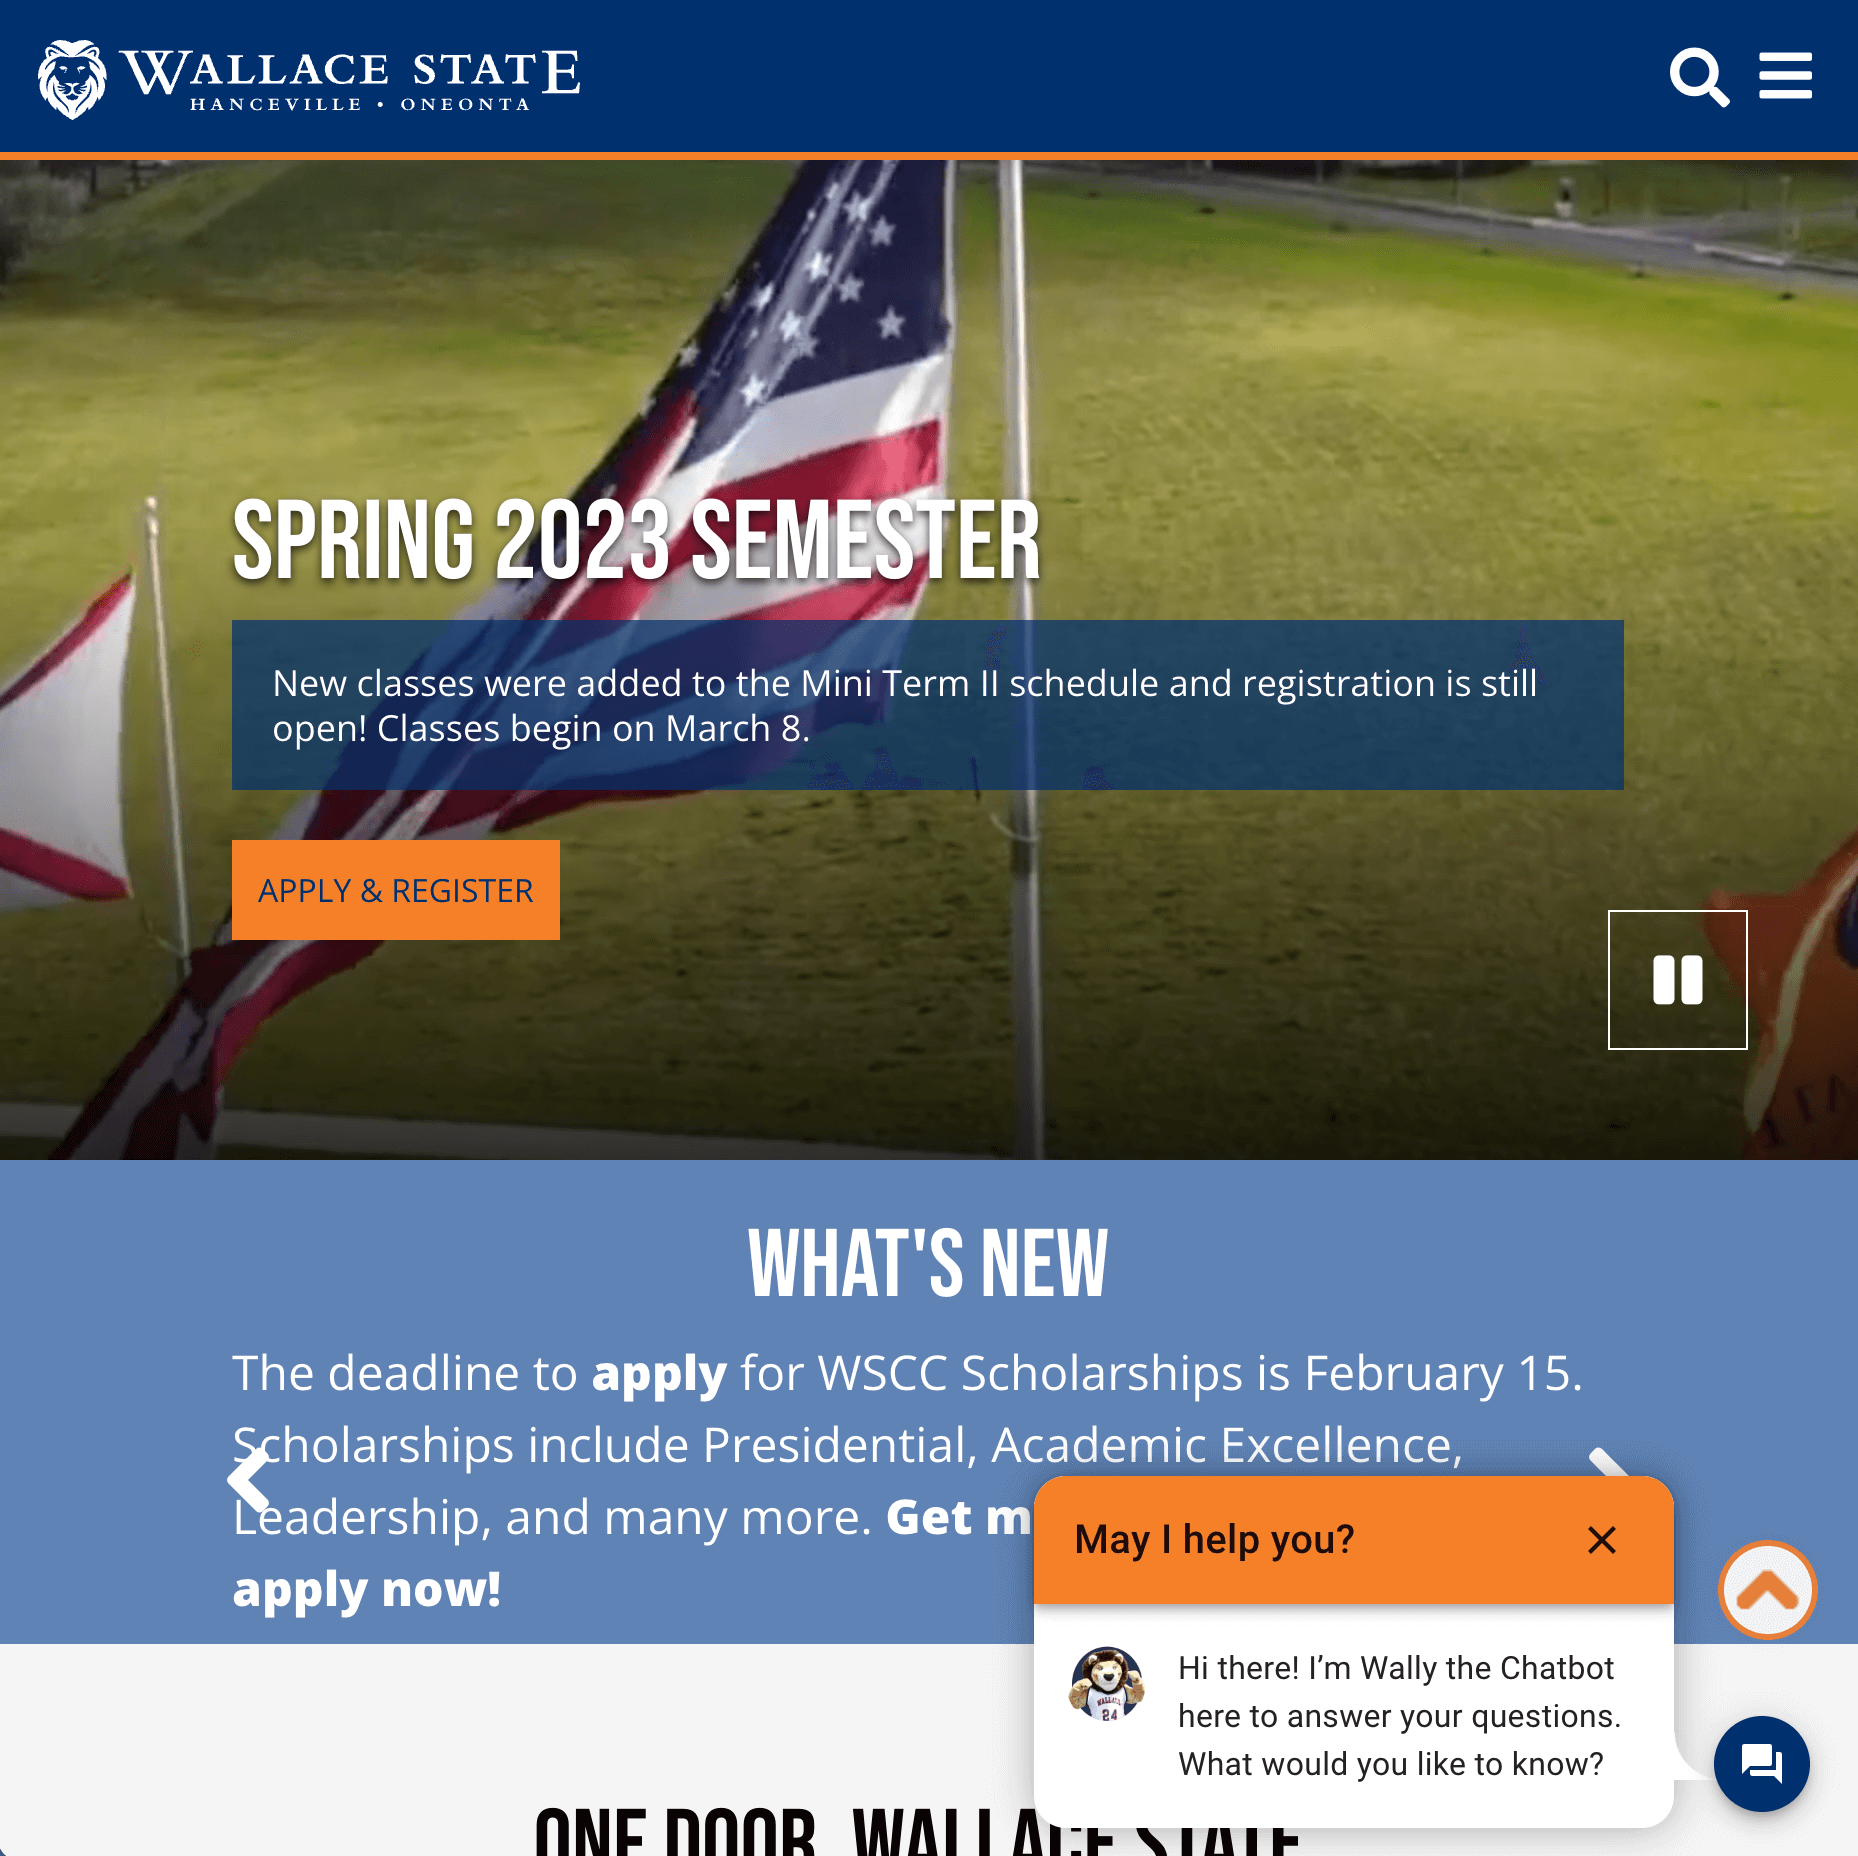 WALLACE STATE
HANCEVILLE • ONEONTA
SPRING 2023 SEMESTER
New classes were added to the Mini Term II schedule and registration is still
open! Classes begin on March 8.
APPLY & REGISTER
WHAT'S NEW
The deadline to apply for WSCC Scholarships is February 15.
Scholarships include Presidential, Academic Excellence,
Leadership, and many more. Get m
apply now!
May I help you?
Hi there! I’m Wally the Chatbot
here to answer your questions.
What would you like to know?
WALLACE
24
ONE DOOR. WALLACE STATE